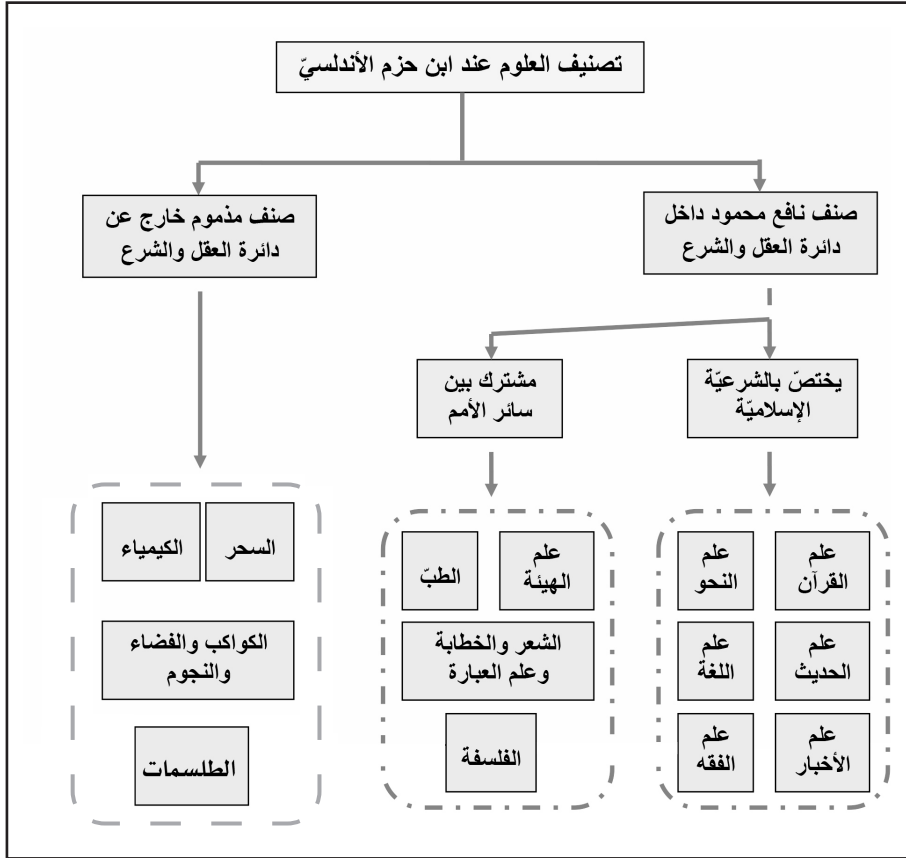 تصنيف العلوم عند ابن حزم الأندلسيّ
صنف نافع محمود داخل
دائرة العقل والشرع
صنف مذموم خارج عن
دائرة العقل والشرع
يختصّ بالشرعيّة
الإسلاميّة
مشترك بين
سائر الأمم
علم
القرآن
علم
النحو
علم
الحديث
علم
اللغة
علم
الأخبار
علم
الفقه
علم
الهيئة
الطبّ
الشعر والخطابة
وعلم العبارة
الفلسفة
السحر
الكيمياء
الكواكب والفضاء
والنجوم
الطلسمات